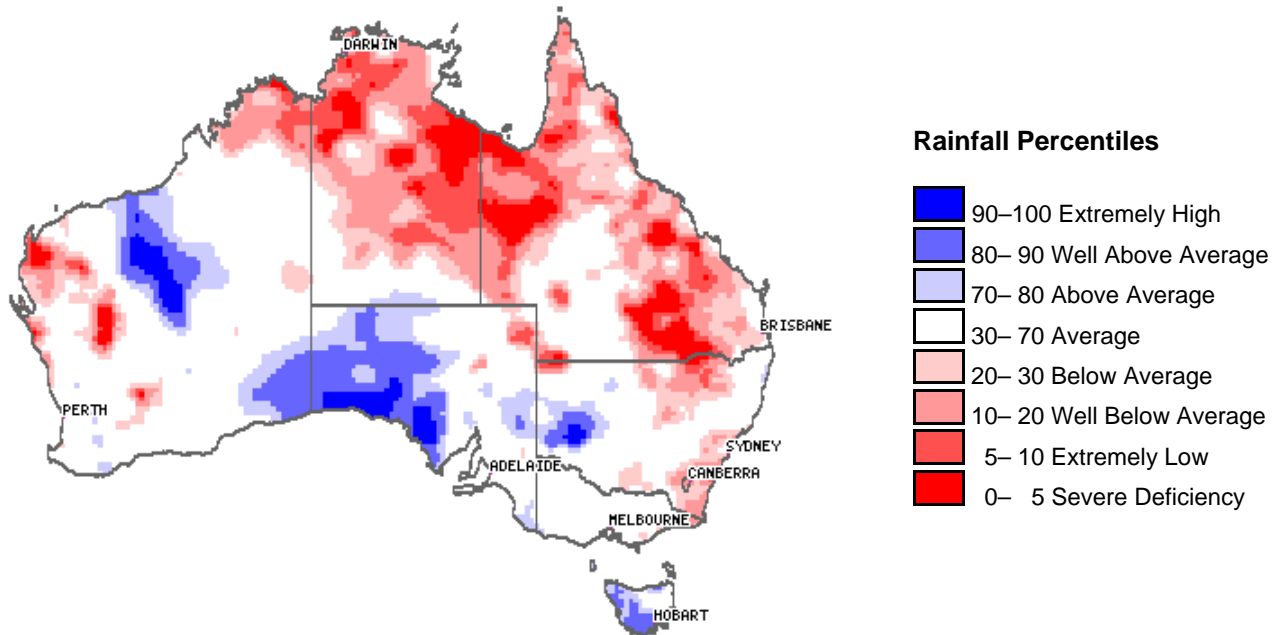 DARWIN
BRISBANE
PERTH
SYDNEY
ADELAIDE
CANBERRA
MELBOURNE
HOBART
Rainfall Percentiles
90–100 Extremely High
80– 90 Well Above Average
70– 80 Above Average
30– 70 Average
20– 30 Below Average
10– 20 Well Below Average
5– 10 Extremely Low
0– 5 Severe Deficiency